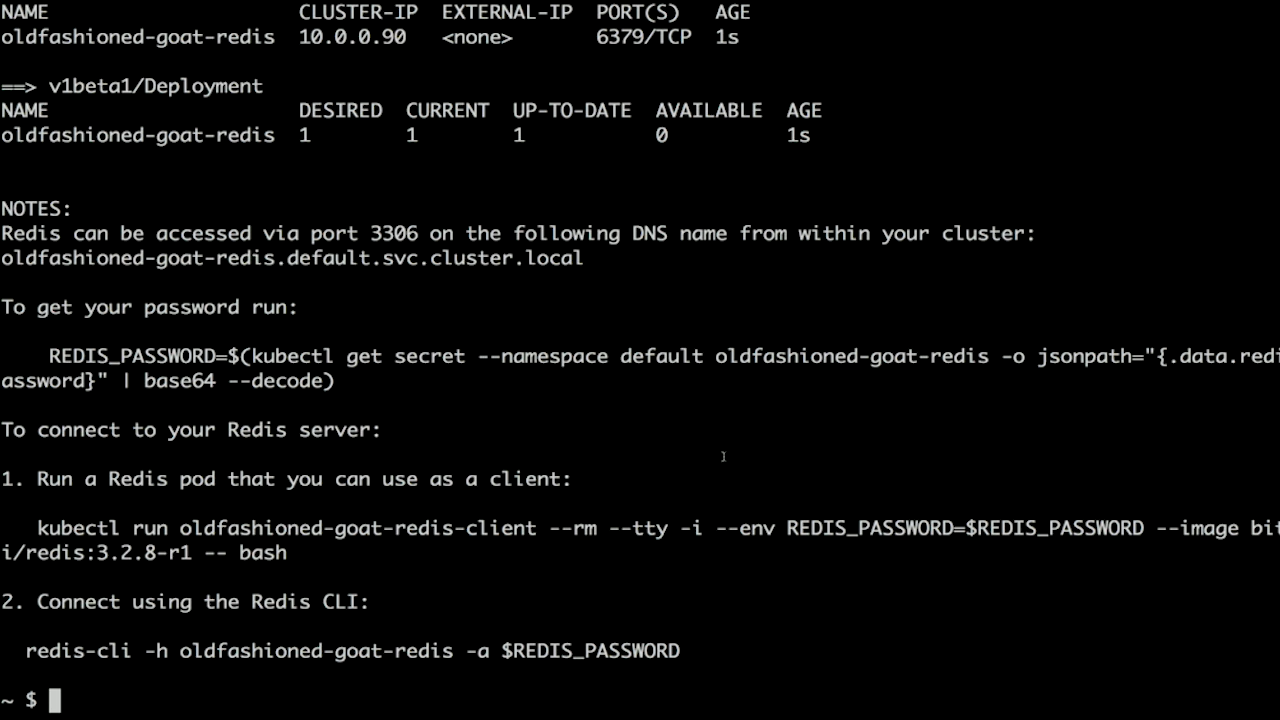 NAME CLUSTER-IP EXTERNAL-IP PORT(S) AGE
oldfashioned-goat-redis 10.0.0.90 <none> 6379/TCP 1s
==> v1beta1/Deployment
NAME DESIRED CURRENT UP-TO-DATE AVAILABLE AGE
oldfashioned-goat-redis 1 1 1 0 1s
NOTES:
Redis can be accessed via port 3306 on the following DNS name from within your cluster:
oldfashioned-goat-redis.default.svc.cluster.local
To get your password run:
REDIS_PASSWORD=$(kubectl get secret --namespace default oldfashioned-goat-redis -o jsonpath="{.data.redi
assword}" | base64 --decode)
To connect to your Redis server:
1. Run a Redis pod that you can use as a client:
kubectl run oldfashioned-goat-redis-client --rm --tty -i --env REDIS_PASSWORD=$REDIS_PASSWORD --image bit
i/redis:3.2.8-r1 -- bash
2. Connect using the Redis CLI:
redis-cli -h oldfashioned-goat-redis -a $REDIS_PASSWORD
~ $